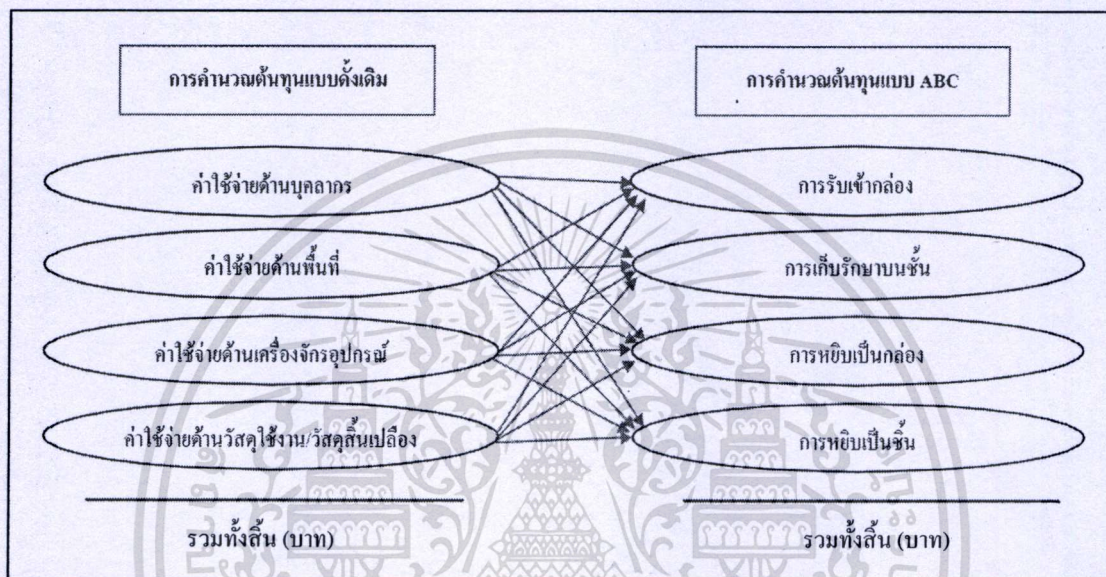 การคำนวณต้นทุนแบบดั้งเดิม
การคำนวณต้นทุนแบบ ABC
ค่าใช้จ่ายด้านบุคลากร
การรับเข้ากล่อง
ค่าใช้จ่ายด้านพื้นที่
การเก็บรักษาบนชั้น
ค่าใช้จ่ายด้านเครื่องจักรอุปกรณ์
การหยิบเป็นกล่อง
ค่าใช้จ่ายด้านวัสดุใช้งาน/วัสดุสิ้นเปลือง
การหยิบเป็นชิ้น
รวมทั้งสิ้น (บาท)
รวมทั้งสิ้น (บาท)